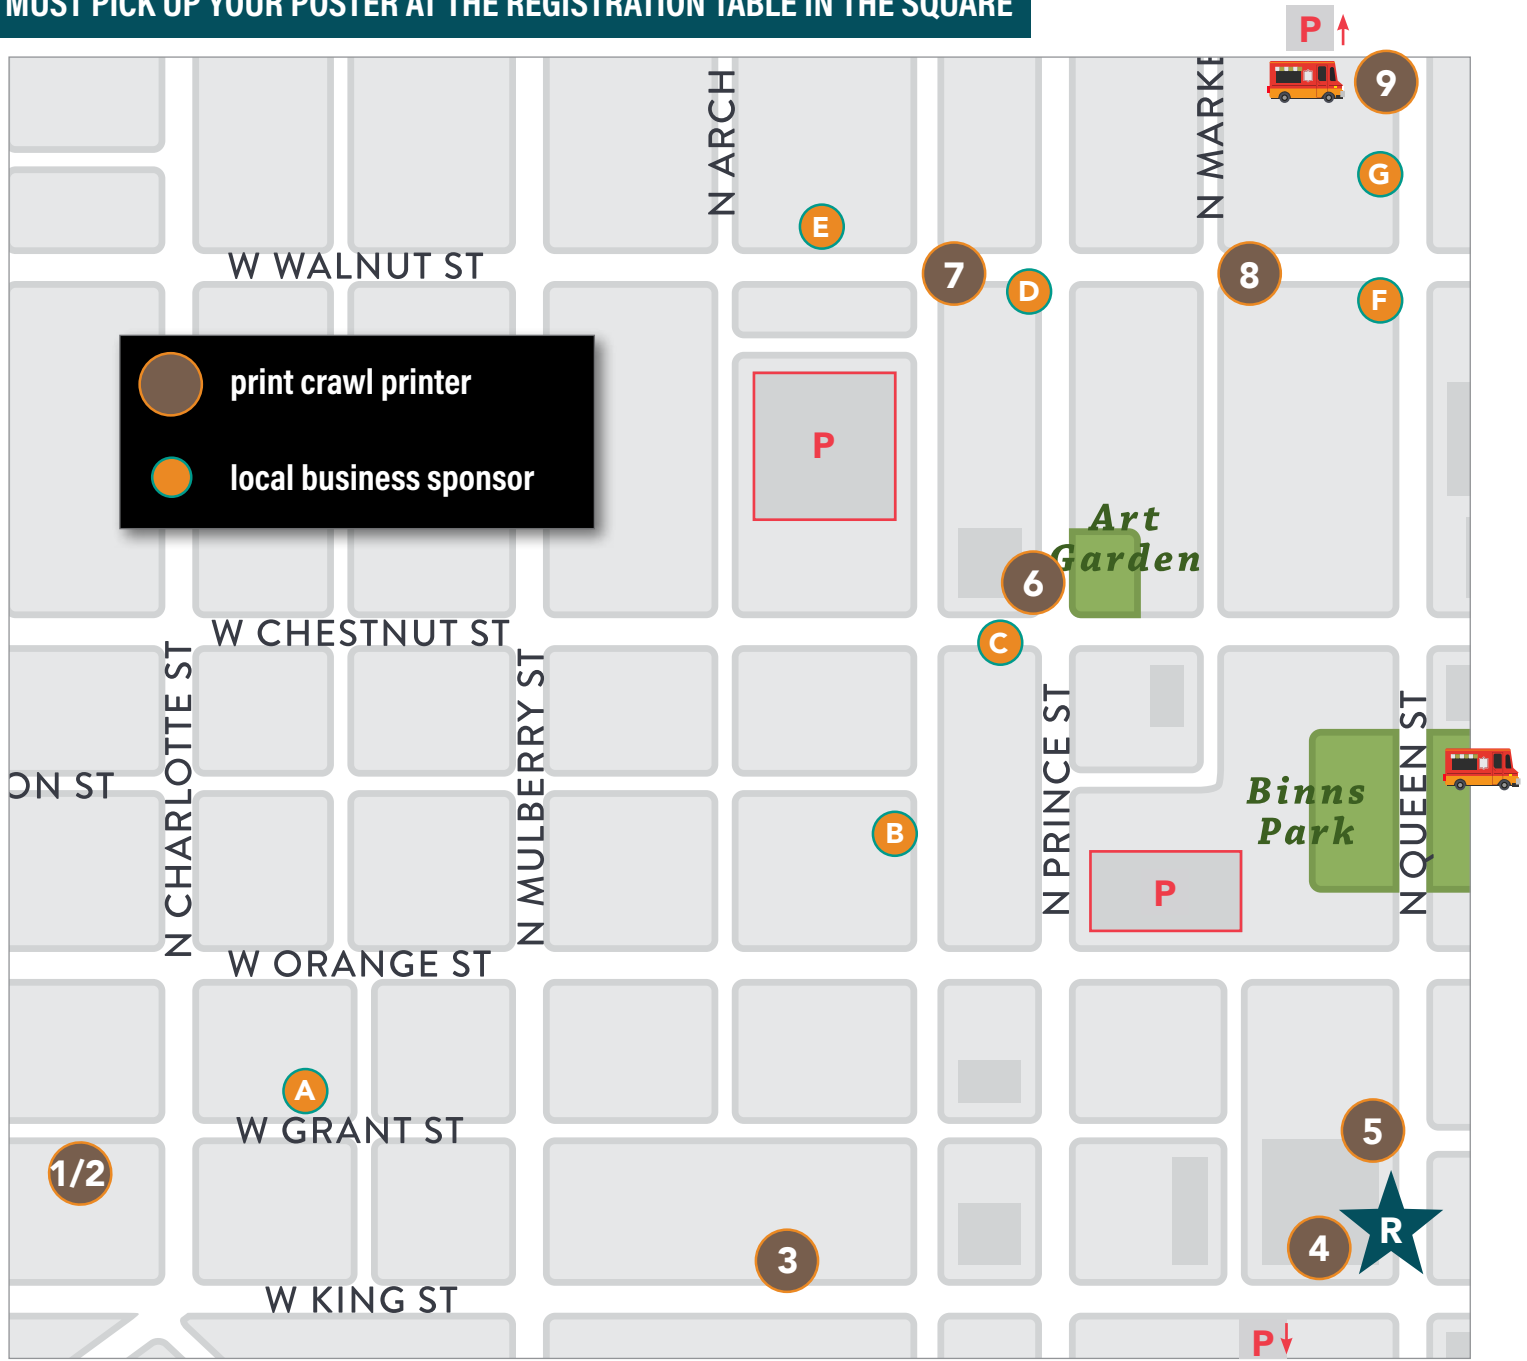 MUST PICK UP YOUR POSTER AT THE REGISTRATION TABLE IN THE SQUARE
P
9
N ARCH
N MARKE
G
E
W WALNUT ST
7
D
8
F
print crawl printer
local business sponsor
P
Art
Garden
6
W CHESTNUT ST
C
N CHARLOTTE ST
N MULBERRY ST
N PRINCE ST
N QUEEN ST
ON ST
Binns
Park
B
P
W ORANGE ST
A
W GRANT ST
5
1/2
R
4
3
W KING ST
P